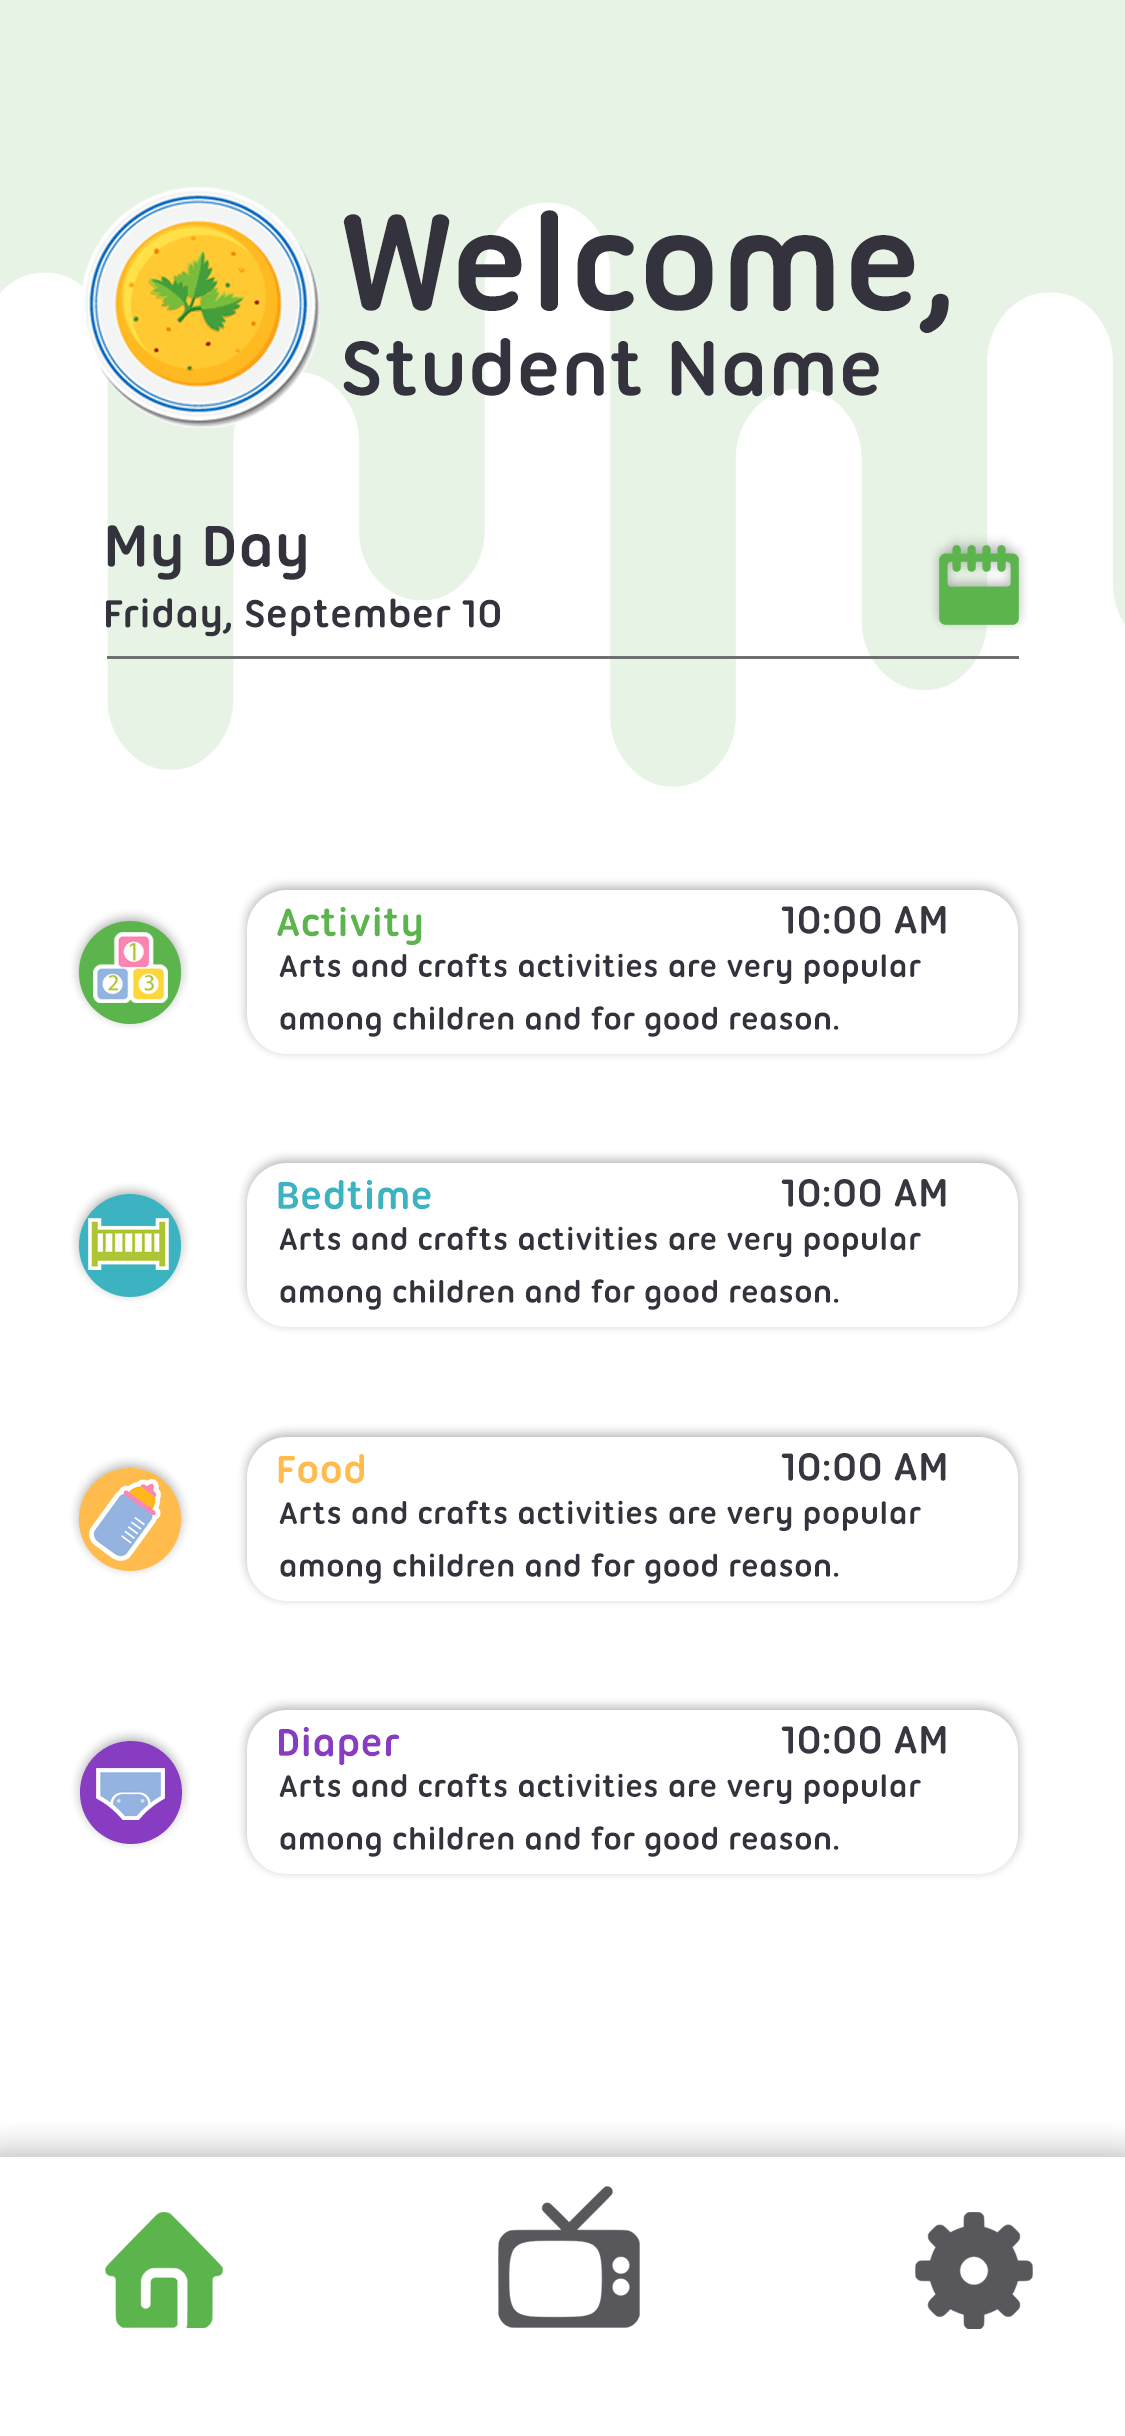 Welcome,
Student Name
My Day
Friday, September 10
Activity 10:00 AM
Arts and crafts activities are very popular
among children and for good reason.
1
2 3
Bedtime 10:00 AM
Arts and crafts activities are very popular
among children and for good reason.
Food 10:00 AM
Arts and crafts activities are very popular
among children and for good reason.
Diaper 10:00 AM
Arts and crafts activities are very popular
among children and for good reason.